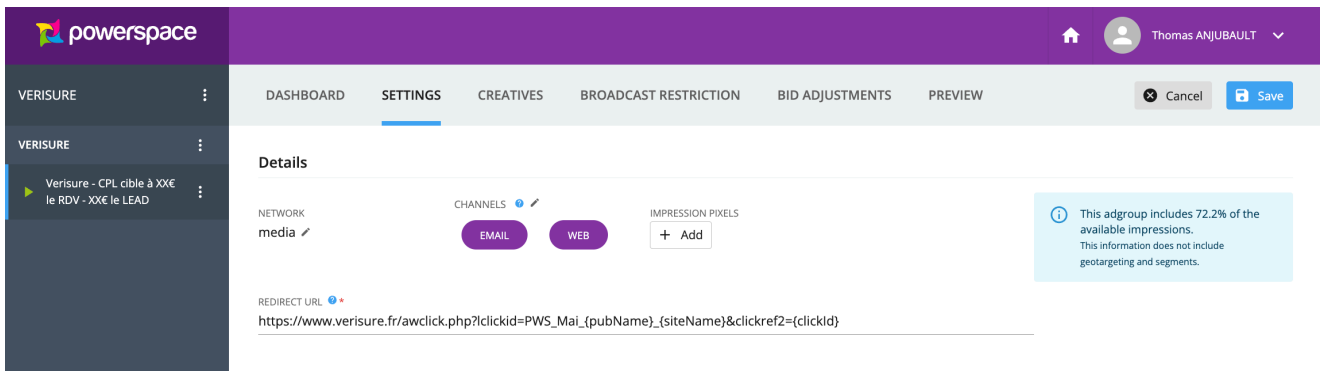 powerspace
Thomas ANJUBAULT
VERISURE
DASHBOARD SETTINGS CREATIVES BROADCAST RESTRICTION BID ADJUSTMENTS PREVIEW
Cancel Save
VERISURE
Verisure - CPL cible à XX€
le RDV - XX€ le LEAD
Details
NETWORK
media
CHANNELS
EMAIL WEB
IMPRESSION PIXELS
+ Add
This adgroup includes 72.2% of the
available impressions.
This information does not include
geotargeting and segments.
REDIRECT URL ? *
https://www.verisure.fr/awclick.php?lclickid=PWS_Mai_{pubName}_{siteName}&clickref2={clickId}